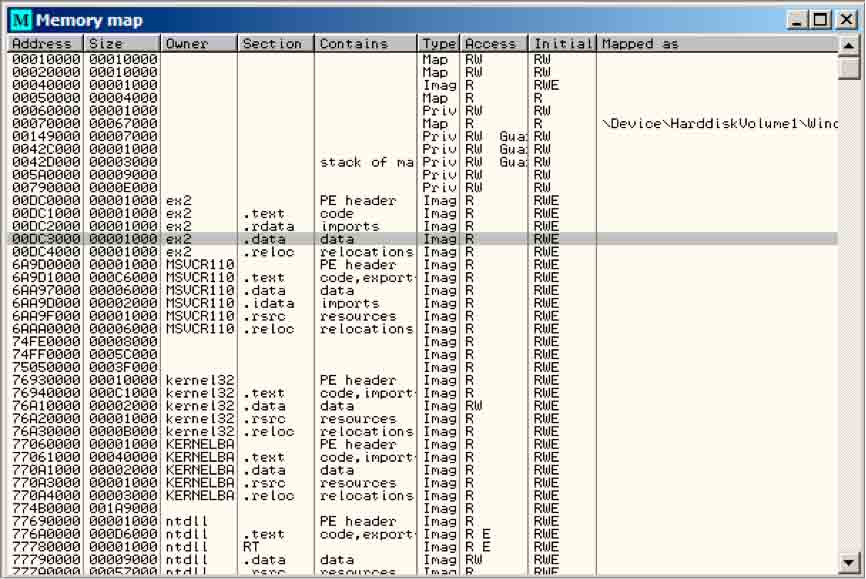 M Memory map
Address Size Owner Section Contains Type Access Initial Mapped as
00010000 00010000 Map RW RW
00020000 00010000 Map RW RW
00040000 00001000 Imag R RWE
00050000 00004000 Map R R
00060000 00001000 Priv RW RW
00070000 00067000 Map R R \Device\HarddiskVolume1\Wind
00149000 00007000 Priv RW Gua: RW
0042C000 00001000 Priv RW Gua: RW
0042D000 00003000 stack of ma Priv RW Gua: RW
005A0000 00009000 Priv RW RW
00790000 0000E000 Priv RW RW
00DC0000 00001000 ex2 PE header Imag R RWE
00DC1000 00001000 ex2 .text code Imag R RWE
00DC2000 00001000 ex2 .rdata imports Imag R RWE
00DC3000 00001000 ex2 .data data Imag R RWE
00DC4000 00001000 ex2 .reloc relocations Imag R RWE
6A9D0000 00001000 MSVCR110 PE header Imag R RWE
6A9D1000 000C6000 MSVCR110 .text code,export Imag R RWE
6AA97000 00006000 MSVCR110 .data data Imag R RWE
6AA9D000 00002000 MSVCR110 .idata imports Imag R RWE
6AA9F000 00001000 MSVCR110 .rsrc resources Imag R RWE
6AAA0000 00006000 MSVCR110 .reloc relocations Imag R RWE
74FE0000 00008000 Imag R RWE
74FF0000 0005C000 Imag R RWE
75050000 0003F000 Imag R RWE
76930000 00010000 kernel32 PE header Imag R RWE
76940000 000C1000 kernel32 .text code,import Imag R RWE
76A10000 00002000 kernel32 .data data Imag RW RWE
76A20000 00001000 kernel32 .rsrc resources Imag R RWE
76A30000 0000B000 kernel32 .reloc relocations Imag R RWE
77060000 00001000 KERNELBA PE header Imag R RWE
77061000 00040000 KERNELBA .text code,import Imag R RWE
770A1000 00002000 KERNELBA .data data Imag R RWE
770A3000 00001000 KERNELBA .rsrc resources Imag R RWE
770A4000 00003000 KERNELBA .reloc relocations Imag R RWE
774B0000 001A9000 Imag R RWE
77690000 00001000 ntdll PE header Imag R RWE
776A0000 000D6000 ntdll .text code,export Imag R E RWE
77780000 00001000 ntdll RT Imag R E RWE
77790000 00009000 ntdll .data data Imag RW RWE
777A0000 00057000 ntdll .rsrc resources Imag R RWE